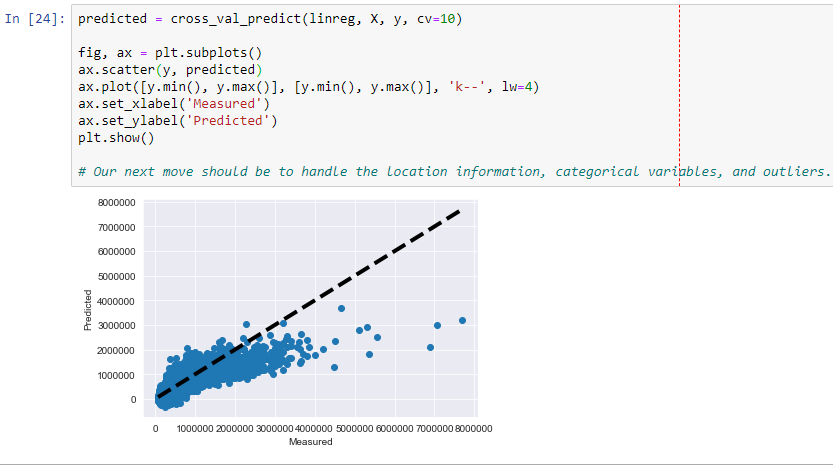 In [24]: predicted = cross_val_predict(linreg, X, y, cv=10)
fig, ax = plt.subplots()
ax.scatter(y, predicted)
ax.plot([y.min(), y.max()], [y.min(), y.max()], 'k--', lw=4)
ax.set_xlabel('Measured')
ax.set_ylabel('Predicted')
plt.show()
# Our next move should be to handle the location information, categorical variables, and outliers.
8000000
7000000
6000000
5000000
4000000
3000000
2000000
1000000
0
Predicted
0 1000000 2000000 3000000 4000000 5000000 6000000 7000000 8000000
Measured